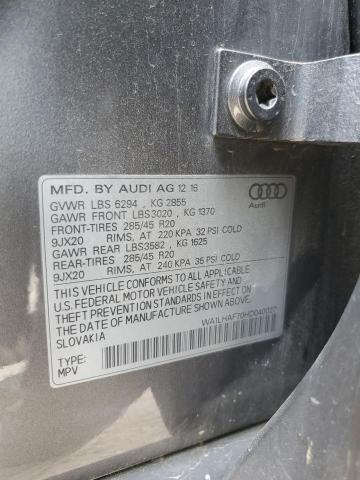 MFD. BY AUDI AG 12 16
GVWR LBS 6294 , KG 2855
GAWR FRONT LBS3020 , KG 1370
FRONT-TIRES 285/45 R20
9JX20 RIMS, AT 220 KPA 32 PSI COLD
GAWR REAR LBS3582 , KG 1625
REAR-TIRES 285/45 R20
9JX20 RIMS, AT 240 KPA 35 PSI COLD
THIS VEHICLE CONFORMS TO ALL APPLICABLE
U.S. FEDERAL MOTOR VEHICLE SAFETY, BUMPER, AND
THEFT PREVENTION STANDARDS IN EFFECT ON THE
DATE OF MANUFACTURE SHOWN ABOVE.
SLOVAKIA
TYPE:
MPV